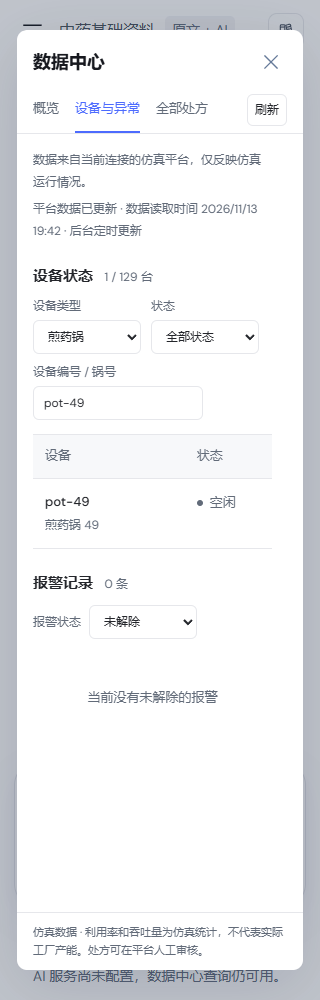 中药基础资料 原文 + AI
数据中心
概览 设备与异常 全部处方 刷新
数据来自当前连接的仿真平台，仅反映仿真
运行情况。
平台数据已更新 · 数据读取时间 2026/11/13
19:42 · 后台定时更新
设备状态 1 / 129 台
设备类型 状态
煎药锅 全部状态
设备编号 / 锅号
pot-49
设备 状态
pot-49 空闲
煎药锅 49
报警记录 0 条
报警状态 未解除
当前没有未解除的报警
仿真数据 · 利用率和吞吐量为仿真统计，不代表实际
工厂产能。处方可在平台人工审核。
AI 服务尚未配置，数据中心查询仍可用。